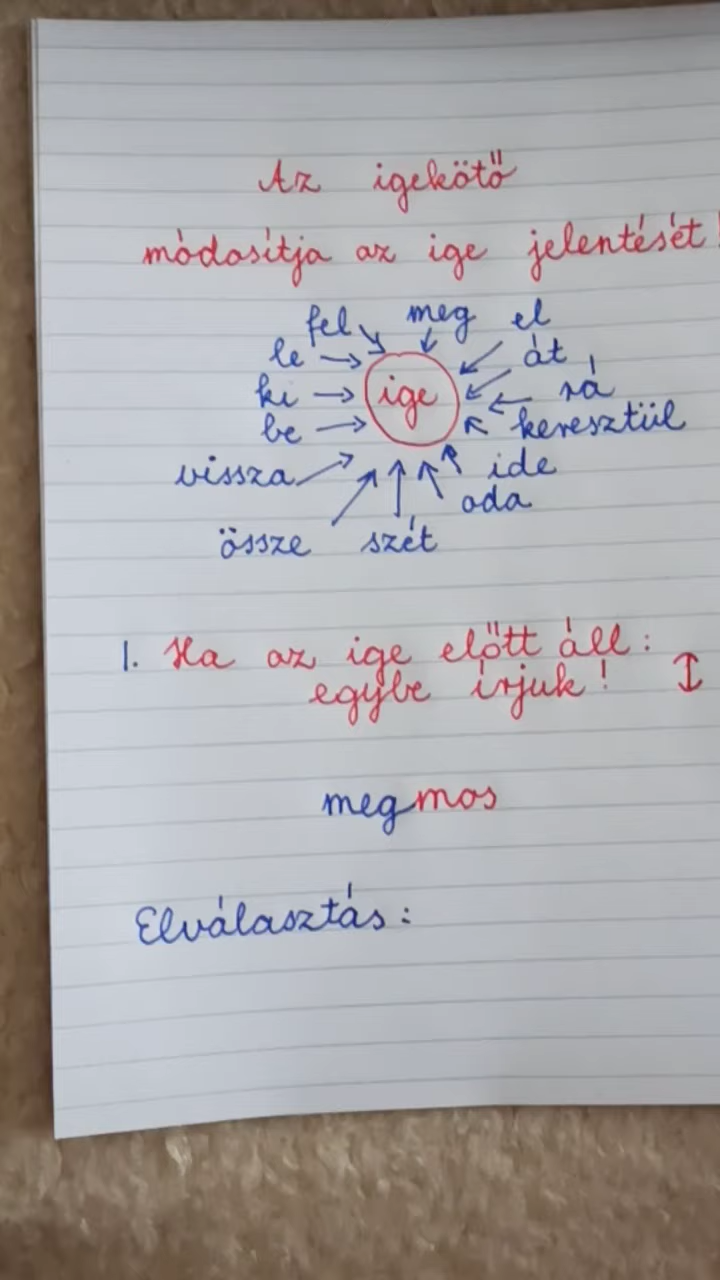 Az igekötő
módosítja az ige jelentését!
fel meg el
le át
ki ige rá
be keresztül
vissza ide
oda
össze szét
1. Ha az ige előtt áll:
egybe írjuk!
megmos
Elválasztás: